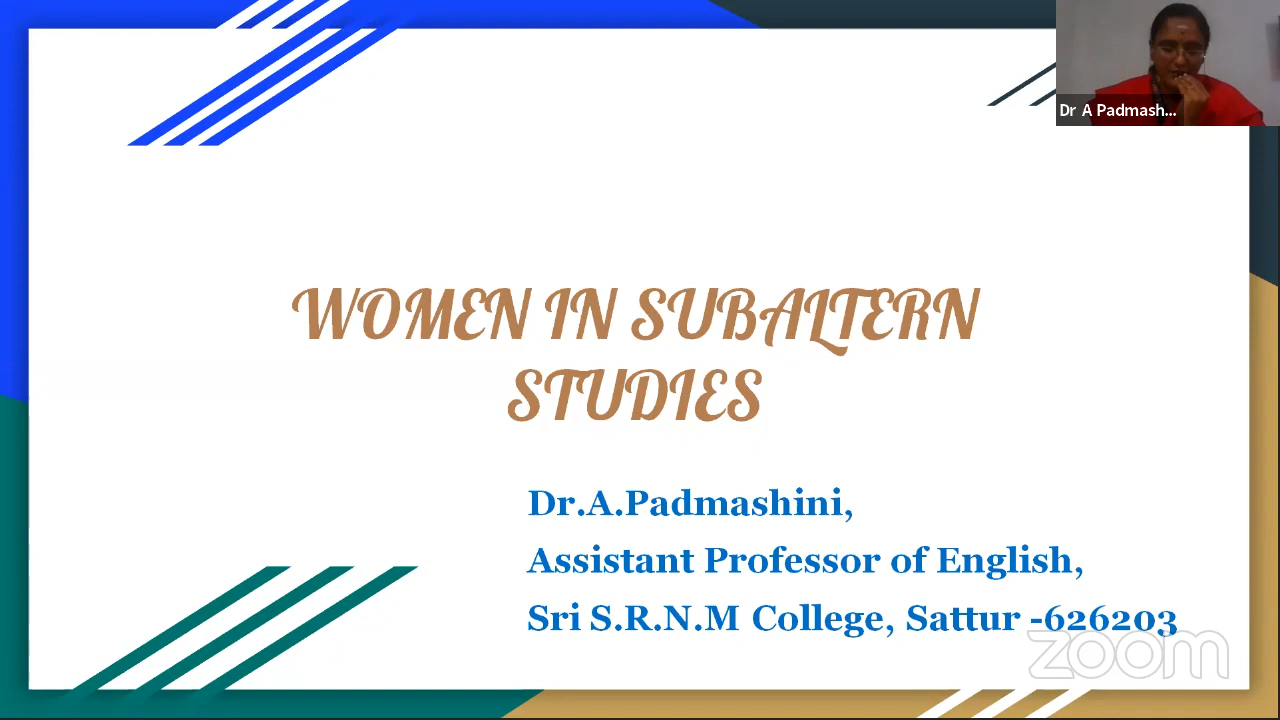 Dr A Padmash...
WOMEN IN SUBALTERN
STUDIES
Dr.A.Padmashini,
Assistant Professor of English,
Sri S.R.N.M College, Sattur -626203
zoom